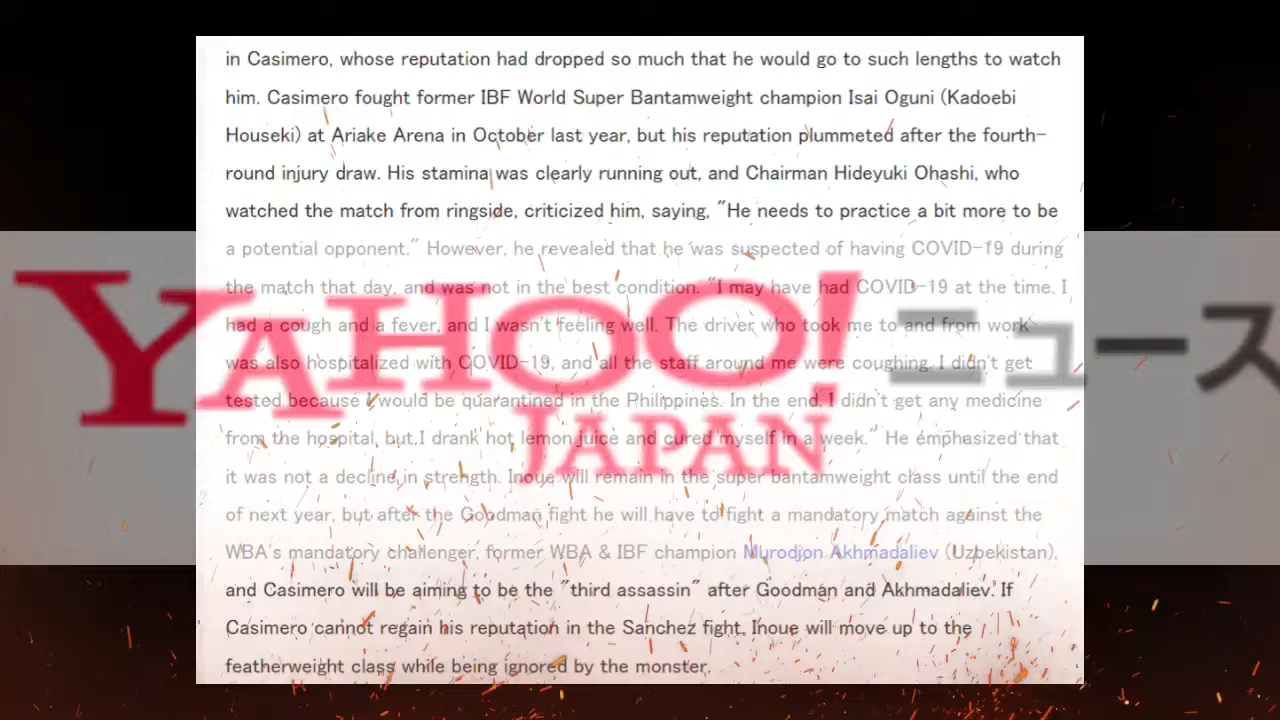 in Casimero, whose reputation had dropped so much that he would go to such lengths to watch
him. Casimero fought former IBF World Super Bantamweight champion Isai Oguni (Kadoebi
Houseki) at Ariake Arena in October last year, but his reputation plummeted after the fourth-
round injury draw. His stamina was clearly running out, and Chairman Hideyuki Ohashi, who
watched the match from ringside, criticized him, saying, "He needs to practice a bit more to be
a potential opponent." However, he revealed that he was suspected of having COVID-19 during
the match that day, and was not in the best condition. "I may have had COVID-19 at the time. I
had a cough and a fever, and I wasn't feeling well. The driver who took me to and from work
was also hospitalized with COVID-19, and all the staff around me were coughing. I didn't get
tested because I would be quarantined in the Philippines. In the end, I didn't get any medicine
from the hospital, but I drank hot lemon juice and cured myself in a week." He emphasized that
it was not a decline in strength. Inoue will remain in the super bantamweight class until the end
of next year, but after the Goodman fight he will have to fight a mandatory match against the
WBA's mandatory challenger, former WBA & IBF champion Murodjon Akhmadaliev (Uzbekistan),
and Casimero will be aiming to be the "third assassin" after Goodman and Akhmadaliev. If
Casimero cannot regain his reputation in the Sanchez fight, Inoue will move up to the
featherweight class while being ignored by the monster.
YAHOO! ニュース
JAPAN